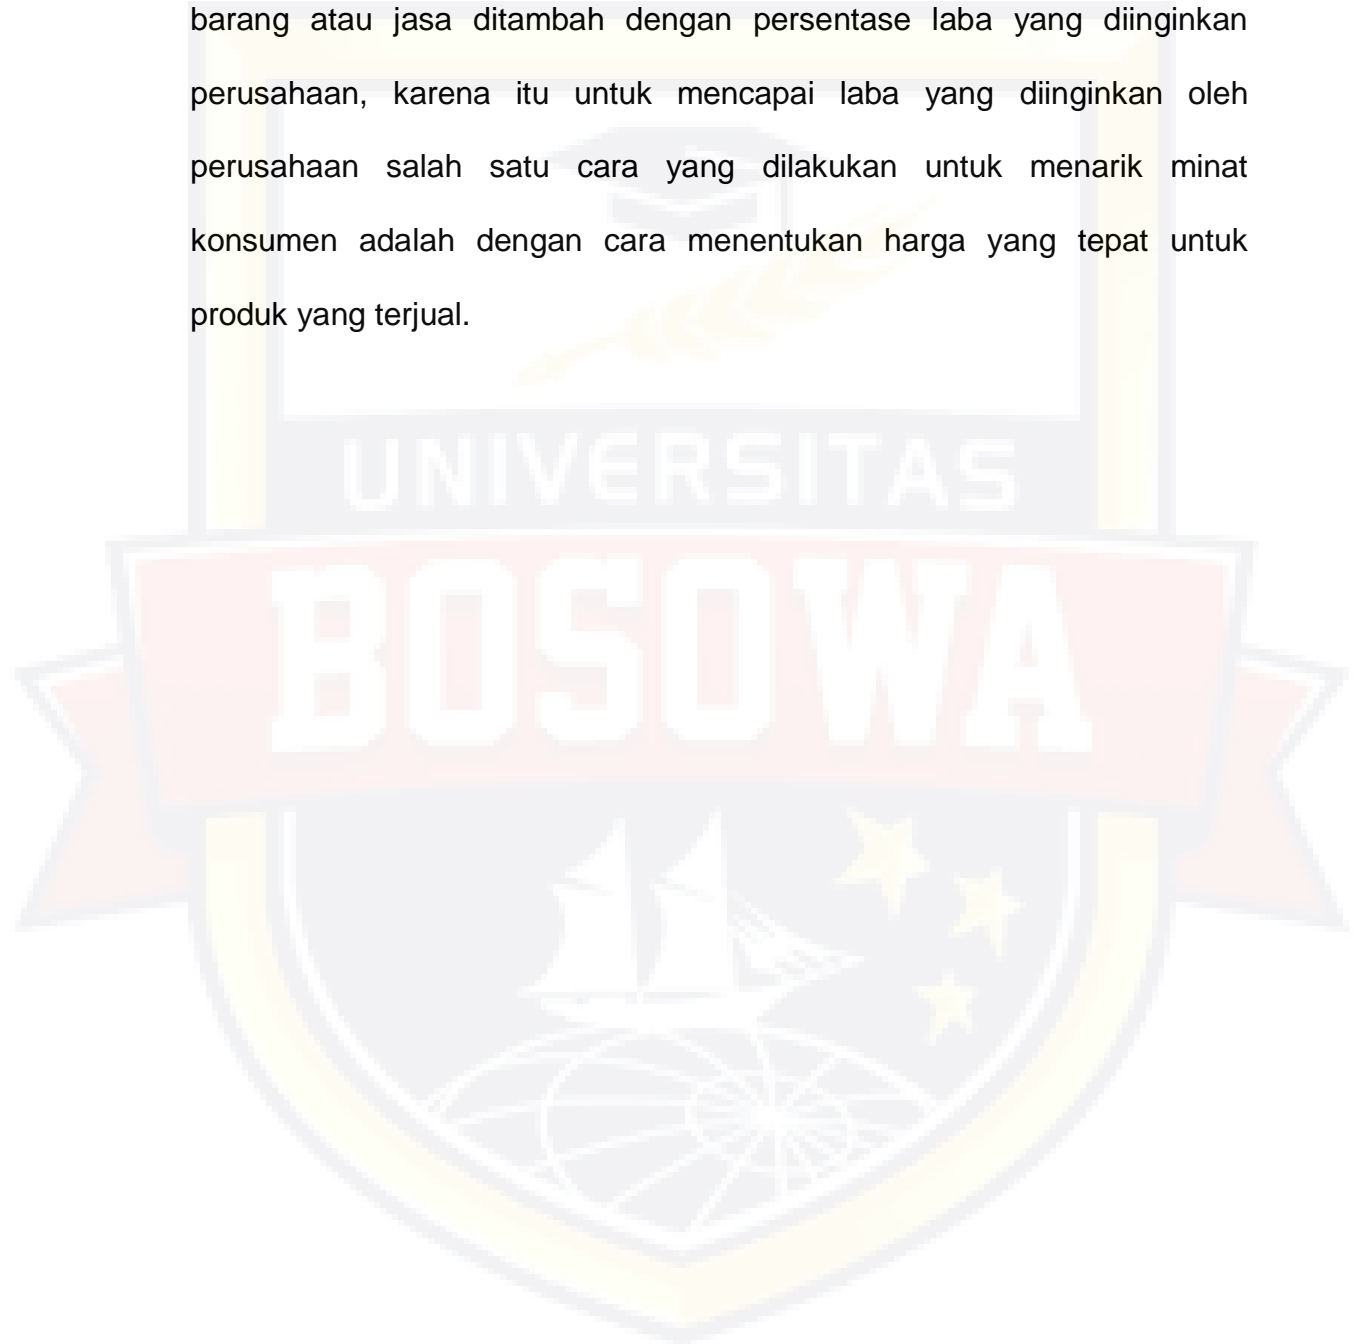 barang atau jasa ditambah dengan persentase laba yang diinginkan
perusahaan, karena itu untuk mencapai laba yang diinginkan oleh
perusahaan salah satu cara yang dilakukan untuk menarik minat
konsumen adalah dengan cara menentukan harga yang tepat untuk
produk yang terjual.
UNIVERSITAS
BOSOWA